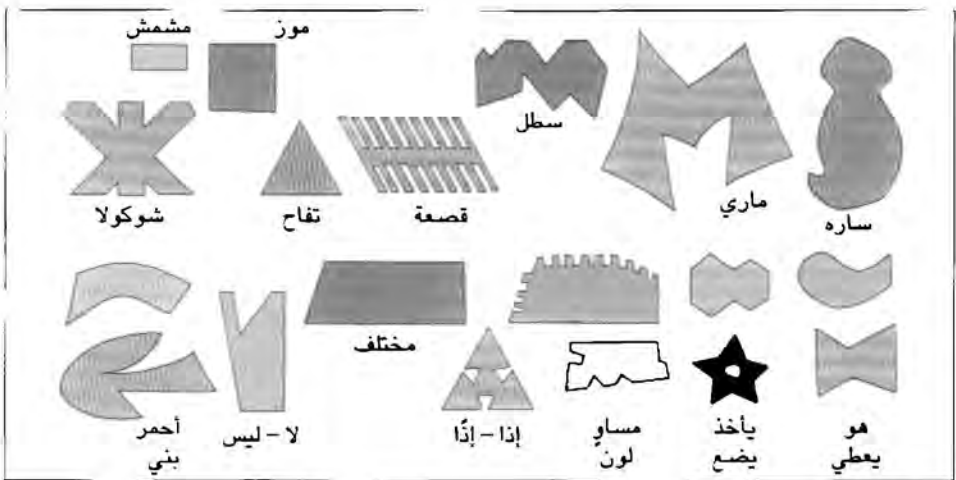 موز
مشمش
سطل
ماري
ساره
قصعة
تفاح
شوكولا
مختلف
هو
يعطي
يأخذ
يضع
مساوٍ
لون
إذا – إذًا
لا – ليس
أحمر
بني